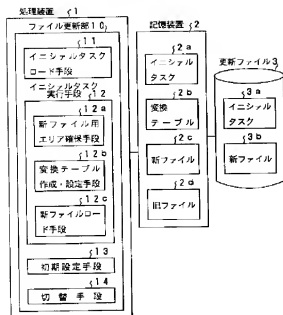 処理装置 1
ファイル更新部10
11
イニシャルタスク
ロード手段
イニシャルタスク
実行手段 12
12a
新ファイル用
エリア確保手段
12b
変換テーブル
作成・設定手段
12c
新ファイルロー
ド手段
13
初期設定手段
14
切替手段
記憶装置 2
2a
イニシャル
タスク
2b
変換
テーブル
2c
新ファイル
2d
旧ファイル
更新ファイル3
3a
イニシャル
タスク
3b
新ファイル